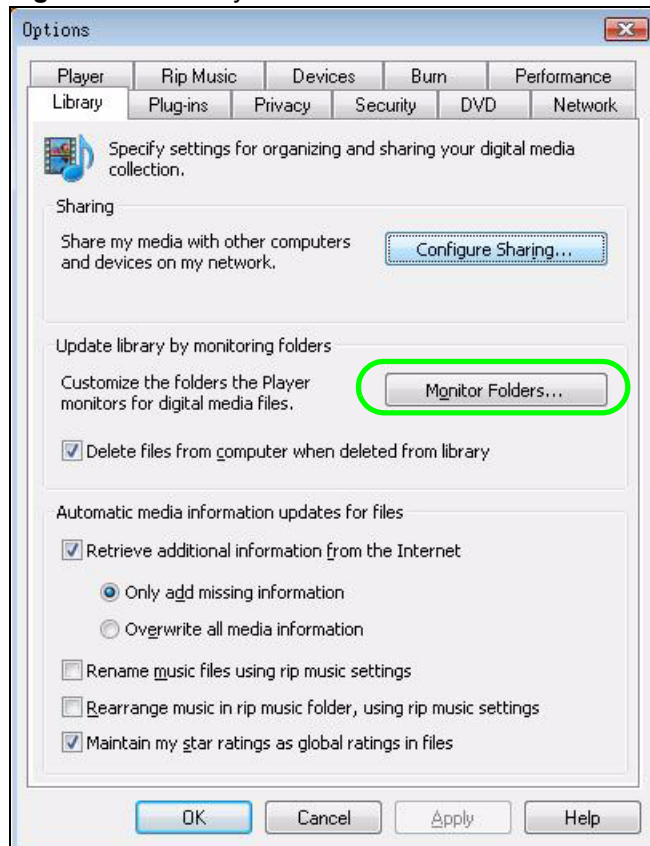 Options
Player Rip Music Devices Burn Performance
Library Plug-ins Privacy Security DVD Network
Specify settings for organizing and sharing your digital media
collection.
Sharing
Share my media with other computers
and devices on my network.
Configure Sharing...
Update library by monitoring folders
Customize the folders the Player
monitors for digital media files.
Monitor Folders...
Delete files from computer when deleted from library
Automatic media information updates for files
Retrieve additional information from the Internet
Only add missing information
Overwrite all media information
Rename music files using rip music settings
Rearrange music in rip music folder, using rip music settings
Maintain my star ratings as global ratings in files
OK Cancel Apply Help